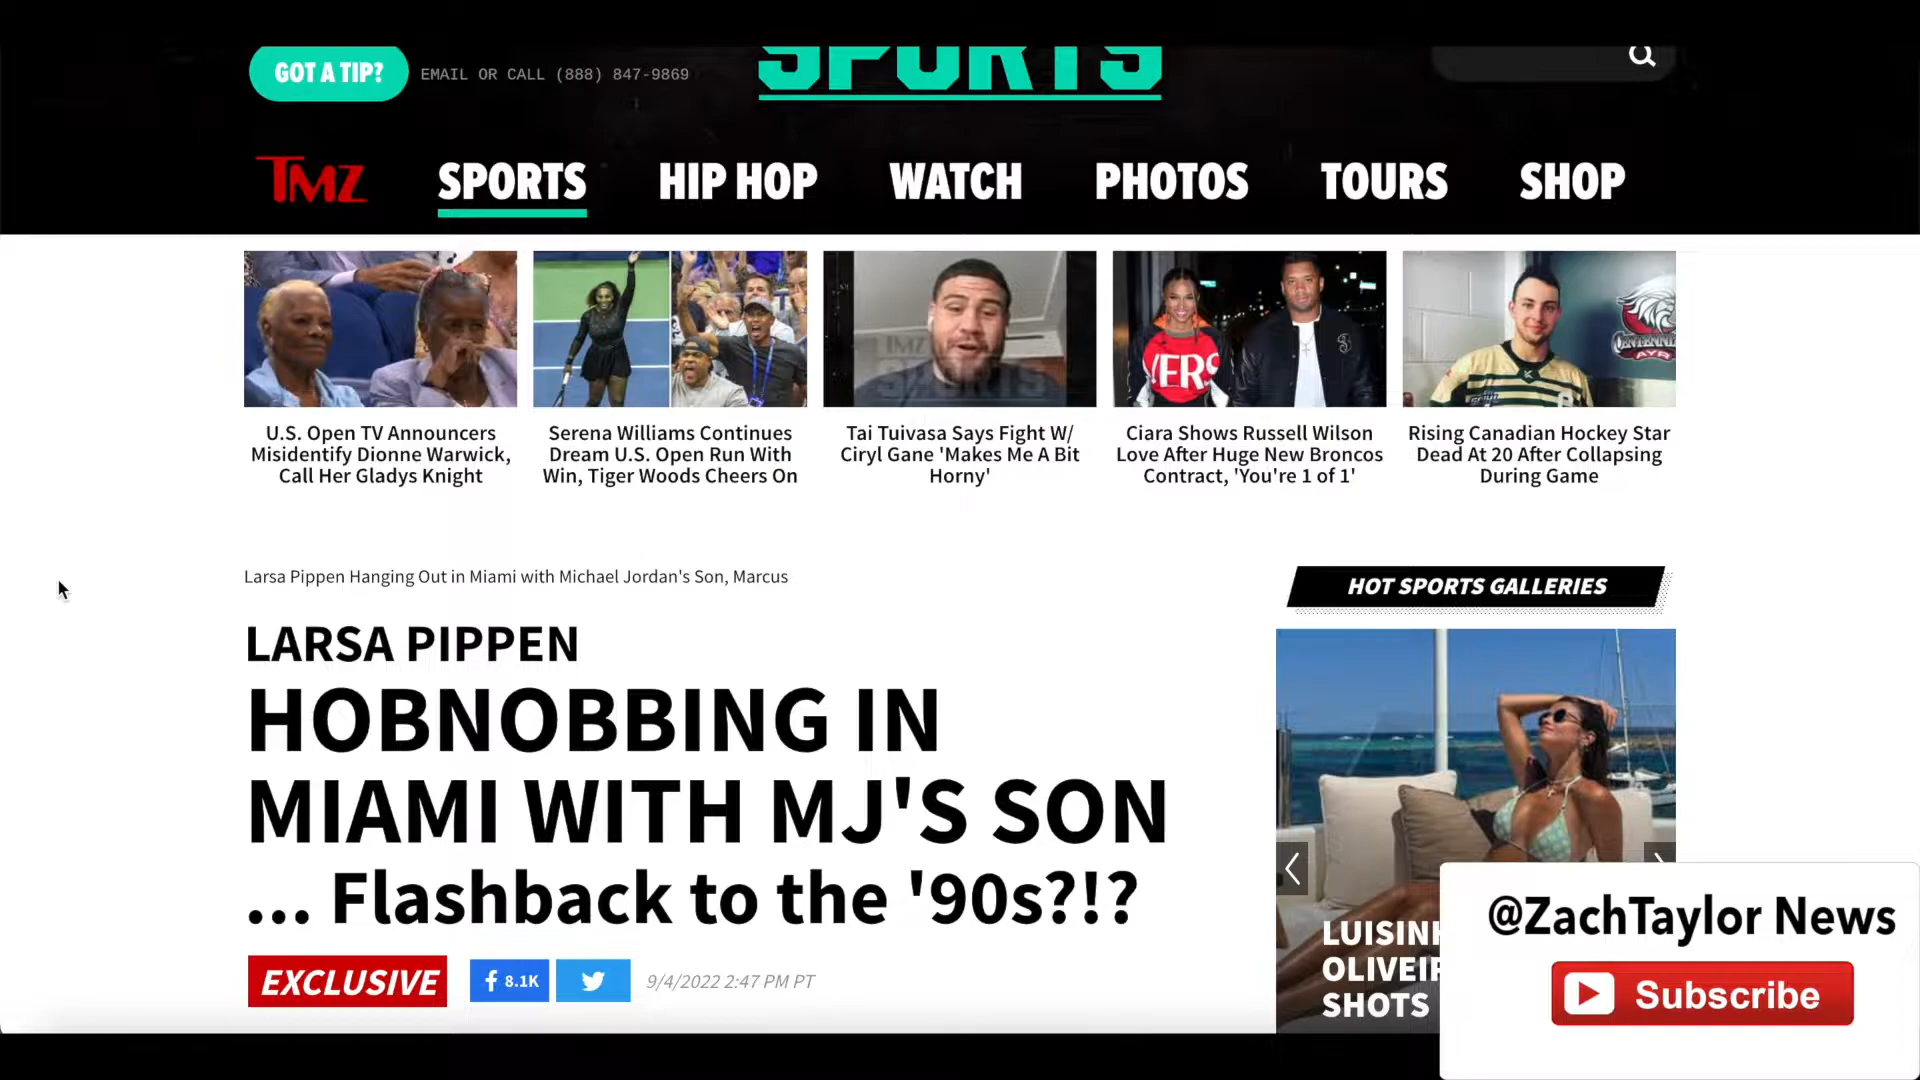 SPORTS
GOT A TIP?
EMAIL OR CALL (888) 847-9869
TMZ
SPORTS
HIP HOP
WATCH
PHOTOS
TOURS
SHOP
U.S. Open TV Announcers
Misidentify Dionne Warwick,
Call Her Gladys Knight
Serena Williams Continues
Dream U.S. Open Run With
Win, Tiger Woods Cheers On
Tai Tuivasa Says Fight W/
Ciryl Gane 'Makes Me A Bit
Horny'
Ciara Shows Russell Wilson
Love After Huge New Broncos
Contract, 'You're 1 of 1'
Rising Canadian Hockey Star
Dead At 20 After Collapsing
During Game
Larsa Pippen Hanging Out in Miami with Michael Jordan's Son, Marcus
LARSA PIPPEN
HOBNOBBING IN
MIAMI WITH MJ'S SON
... Flashback to the '90s?!?
EXCLUSIVE
8.1K
9/4/2022 2:47 PM PT
HOT SPORTS GALLERIES
SHOTS
@ZachTaylor News
Subscribe